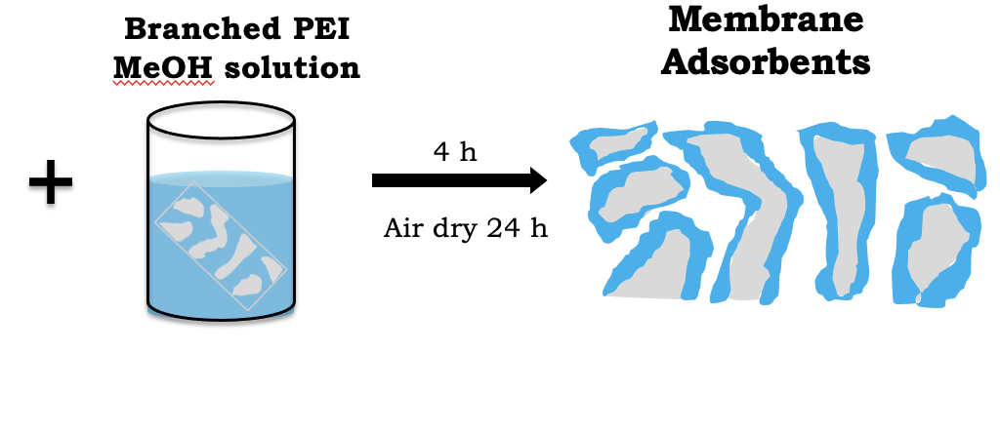 Branched PEI
MeOH solution
+
4 h
Air dry 24 h
Membrane
Adsorbents